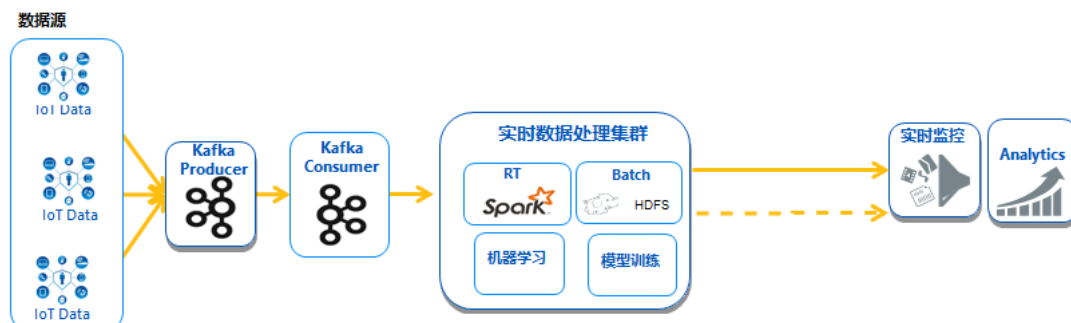 数据源
IoT Data
IoT Data
IoT Data
Kafka
Producer
Kafka
Consumer
实时数据处理集群
RT
Spark
Batch
HDFS
机器学习
模型训练
实时监控
Analytics